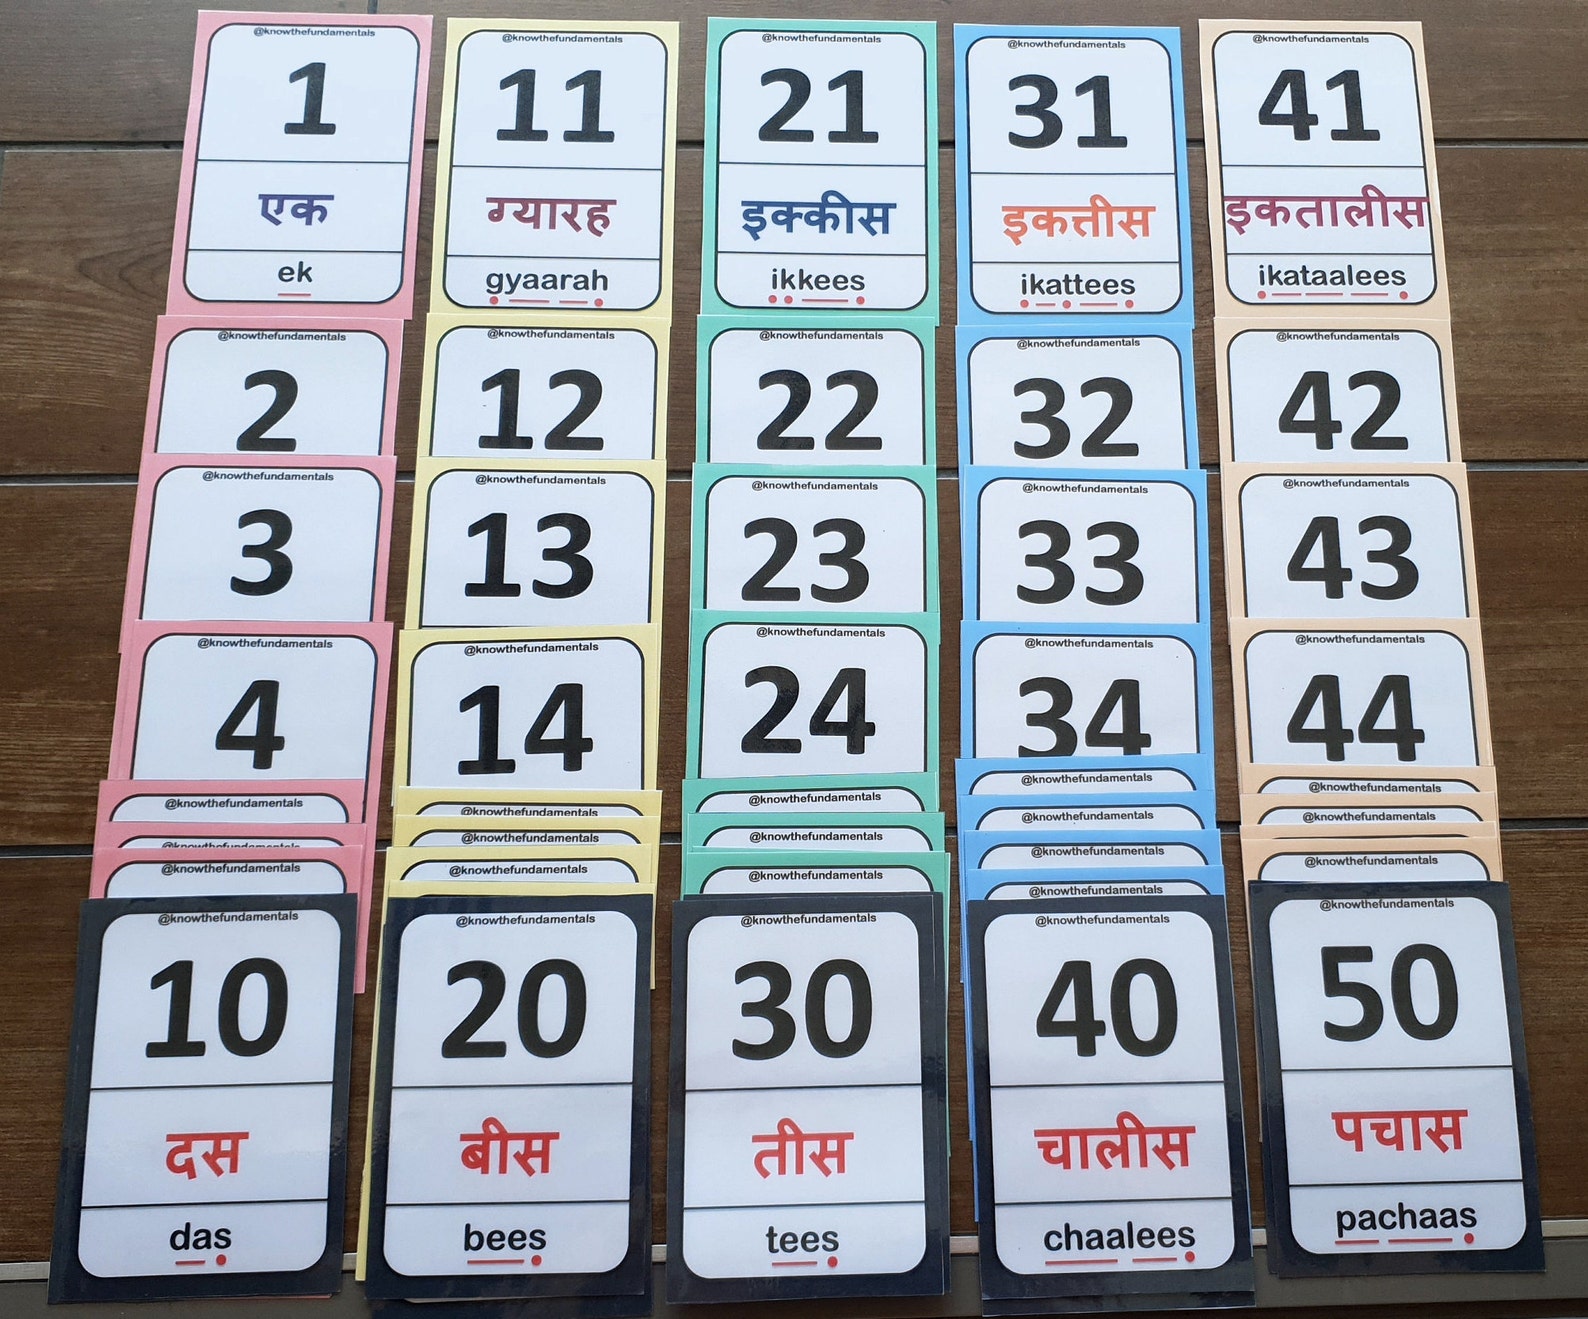 @knowthefundamentals
1
एक
ek
@knowthefundamentals
2
@knowthefundamentals
3
@knowthefundamentals
4
@knowthefundamentals
@knowthefundamentals
@knowthefundamentals
@knowthefundamentals
10
दस
das
@knowthefundamentals
11
ग्यारह
gyaarah
@knowthefundamentals
12
@knowthefundamentals
13
@knowthefundamentals
14
@knowthefundamentals
@knowthefundamentals
@knowthefundamentals
@knowthefundamentals
20
बीस
bees
@knowthefundamentals
21
इक्कीस
ikkees
@knowthefundamentals
22
@knowthefundamentals
23
@knowthefundamentals
24
@knowthefundamentals
@knowthefundamentals
@knowthefundamentals
@knowthefundamentals
30
तीस
tees
@knowthefundamentals
31
इकत्तीस
ikattees
@knowthefundamentals
32
@knowthefundamentals
33
@knowthefundamentals
34
@knowthefundamentals
@knowthefundamentals
@knowthefundamentals
@knowthefundamentals
@knowthefundamentals
40
चालीस
chaalees
@knowthefundamentals
41
इकतालीस
ikataalees
@knowthefundamentals
42
@knowthefundamentals
43
@knowthefundamentals
44
@knowthefundamentals
@knowthefundamentals
@knowthefundamentals
@knowthefundamentals
50
पचास
pachaas